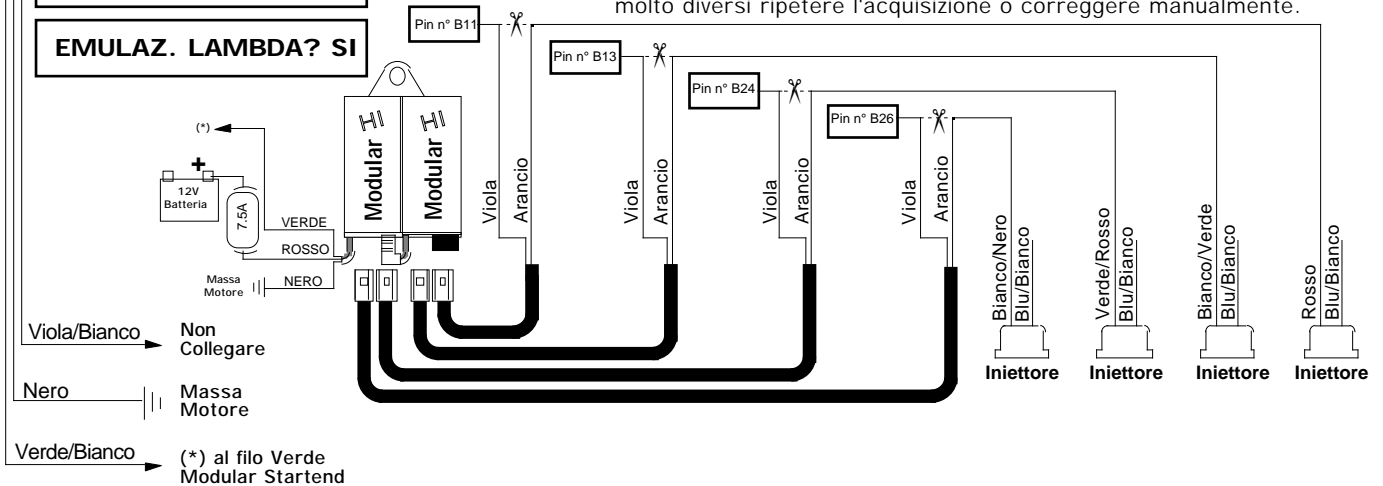 molto diversi ripetere l'acquisizione o correggere manualmente.
EMULAZ. LAMBDA? SI
Pin n° B11
Pin n° B13
Pin n° B24
Pin n° B26
(*)
+
12V
Batteria
7.5A
VERDE
ROSSO
NERO
Massa
Motore
Modular HI
Modular HI
Viola
Arancio
Viola
Arancio
Viola
Arancio
Viola
Arancio
Bianco/Nero
Blu/Bianco
Verde/Rosso
Blu/Bianco
Bianco/Verde
Blu/Bianco
Rosso
Blu/Bianco
Iniettore
Iniettore
Iniettore
Iniettore
Viola/Bianco
Non
Collegare
Nero
Massa
Motore
Verde/Bianco
(*) al filo Verde
Modular Startend